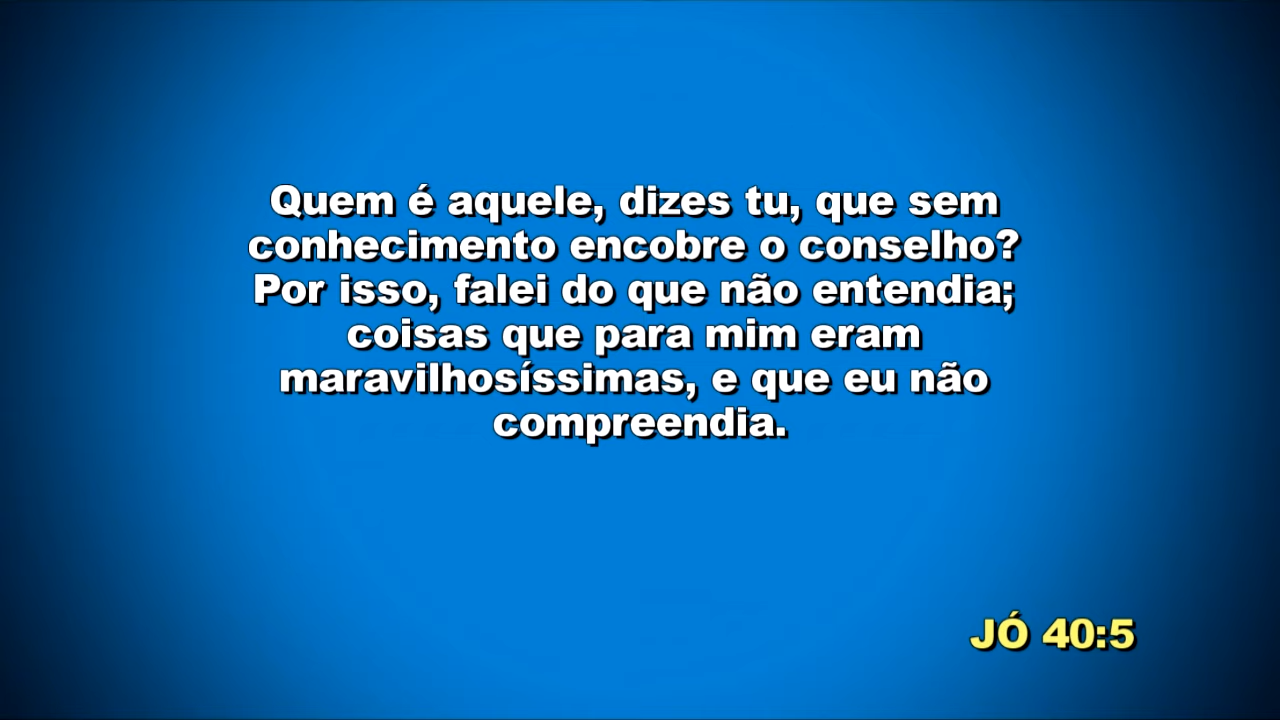 Quem é aquele, dizes tu, que sem
conhecimento encobre o conselho?
Por isso, falei do que não entendia;
coisas que para mim eram
maravilhosíssimas, e que eu não
compreendia.
JÓ 40:5